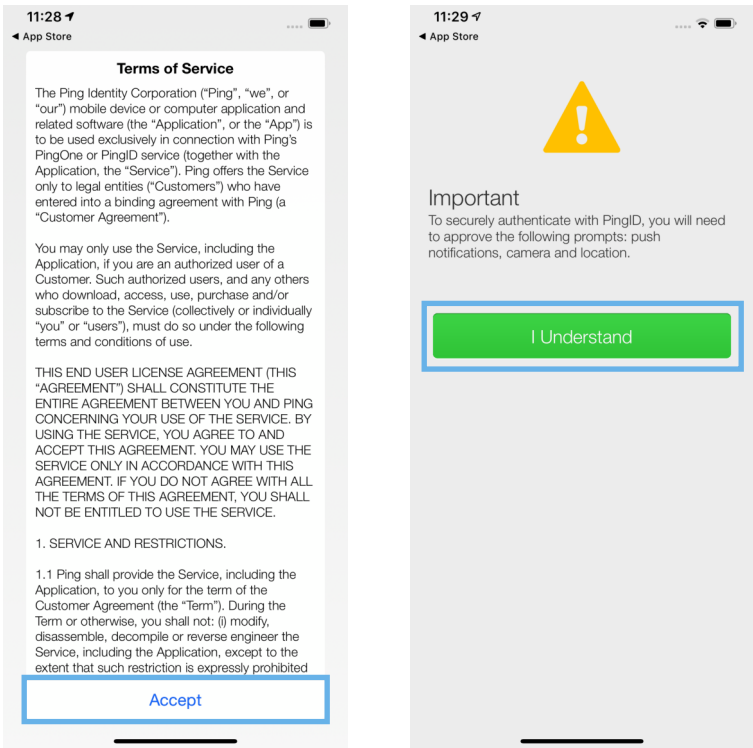 11:28
◀ App Store
Terms of Service
The Ping Identity Corporation (“Ping”, “we”, or
“our”) mobile device or computer application and
related software (the “Application”, or the “App”) is
to be used exclusively in connection with Ping’s
PingOne or PingID service (together with the
Application, the “Service”). Ping offers the Service
only to legal entities (“Customers”) who have
entered into a binding agreement with Ping (a
“Customer Agreement”).
You may only use the Service, including the
Application, if you are an authorized user of a
Customer. Such authorized users, and any others
who download, access, use, purchase and/or
subscribe to the Service (collectively or individually
“you” or “users”), must do so under the following
terms and conditions of use.
THIS END USER LICENSE AGREEMENT (THIS
“AGREEMENT”) SHALL CONSTITUTE THE
ENTIRE AGREEMENT BETWEEN YOU AND PING
CONCERNING YOUR USE OF THE SERVICE. BY
USING THE SERVICE, YOU AGREE TO AND
ACCEPT THIS AGREEMENT. YOU MAY USE THE
SERVICE ONLY IN ACCORDANCE WITH THIS
AGREEMENT. IF YOU DO NOT AGREE WITH ALL
THE TERMS OF THIS AGREEMENT, YOU SHALL
NOT BE ENTITLED TO USE THE SERVICE.
1. SERVICE AND RESTRICTIONS.
1.1 Ping shall provide the Service, including the
Application, to you only for the term of the
Customer Agreement (the “Term”). During the
Term or otherwise, you shall not: (i) modify,
disassemble, decompile or reverse engineer the
Service, including the Application, except to the
extent that such restriction is expressly prohibited
Accept
11:29
◀ App Store
Important
To securely authenticate with PingID, you will need
to approve the following prompts: push
notifications, camera and location.
I Understand